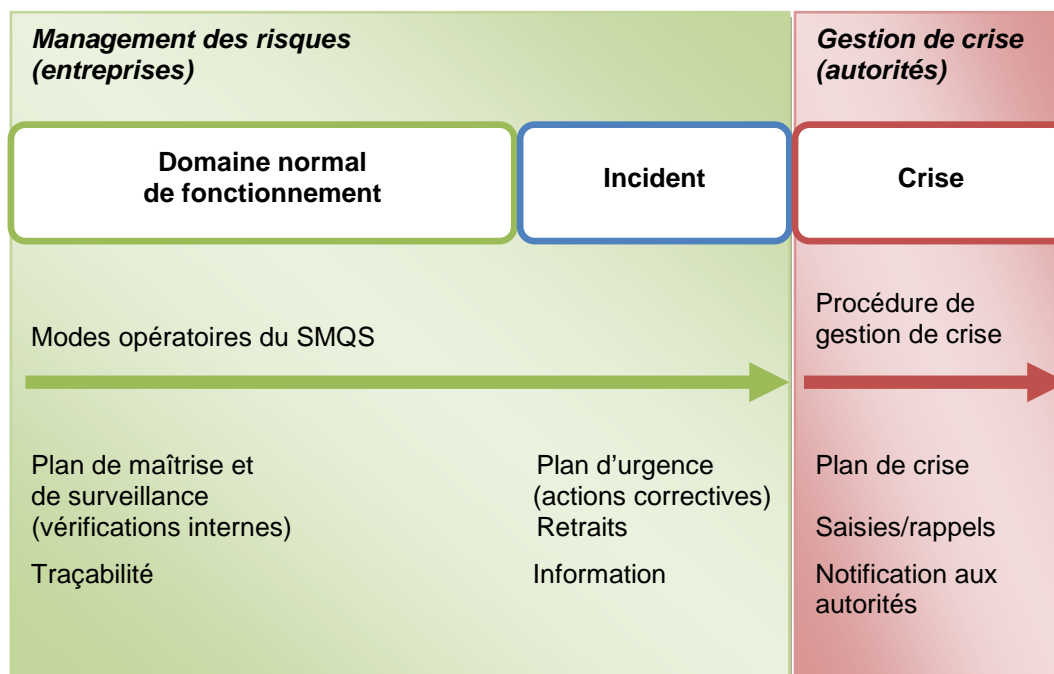 Management des risques
(entreprises)
Gestion de crise
(autorités)
Domaine normal
de fonctionnement
Incident
Crise
Modes opératoires du SMQS
Procédure de
gestion de crise
Plan de maîtrise et
de surveillance
(vérifications internes)
Traçabilité
Plan d’urgence
(actions correctives)
Retraits
Information
Plan de crise
Saisies/rappels
Notification aux
autorités